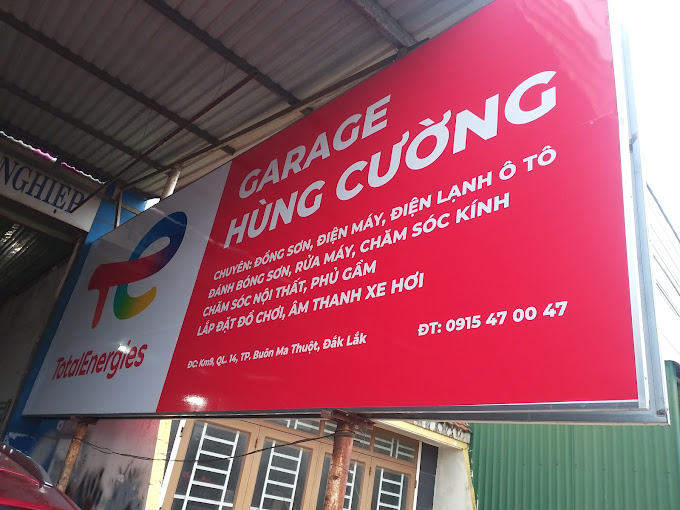 NGHIỆP
GARAGE
HÙNG CƯỜNG
CHUYÊN: ĐỒNG SƠN, ĐIỆN MÁY, ĐIỆN LẠNH Ô TÔ
ĐÁNH BÓNG SƠN, RỬA MÁY, CHĂM SÓC KÍNH
CHĂM SÓC NỘI THẤT, PHỦ GẦM
LẮP ĐẶT ĐỒ CHƠI, ÂM THANH XE HƠI
ĐC: Km9, QL. 14, TP. Buôn Ma Thuột, Đắk Lắk
ĐT: 0915 47 00 47
TotalEnergies